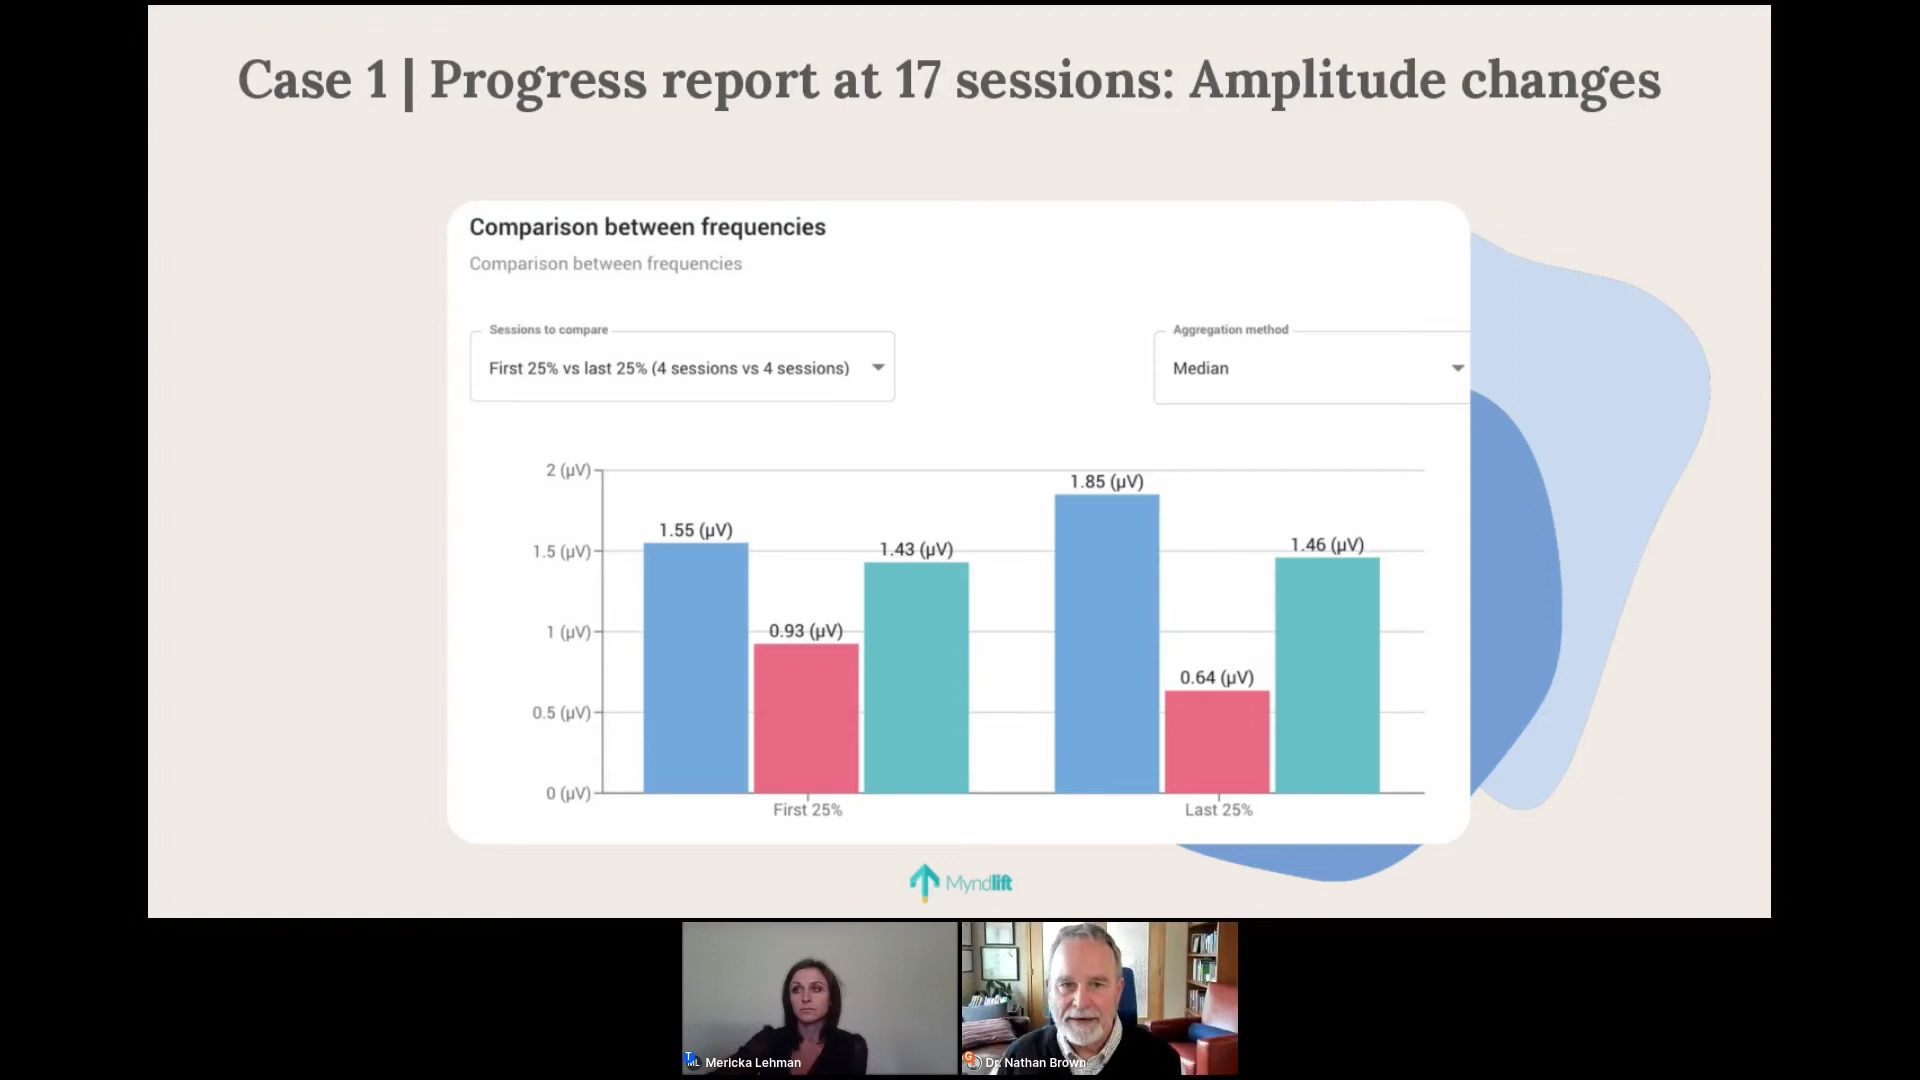 Case 1 | Progress report at 17 sessions: Amplitude changes
Comparison between frequencies
Comparison between frequencies
Sessions to compare
First 25% vs last 25% (4 sessions vs 4 sessions)
Aggregation method
Median
2 (µV)
1.5 (µV)
1 (µV)
0.5 (µV)
0 (µV)
1.55 (µV)
0.93 (µV)
1.43 (µV)
1.85 (µV)
0.64 (µV)
1.46 (µV)
First 25%
Last 25%
Myndlift
T
ML
Mericka Lehman
G
Dr. Nathan Brown